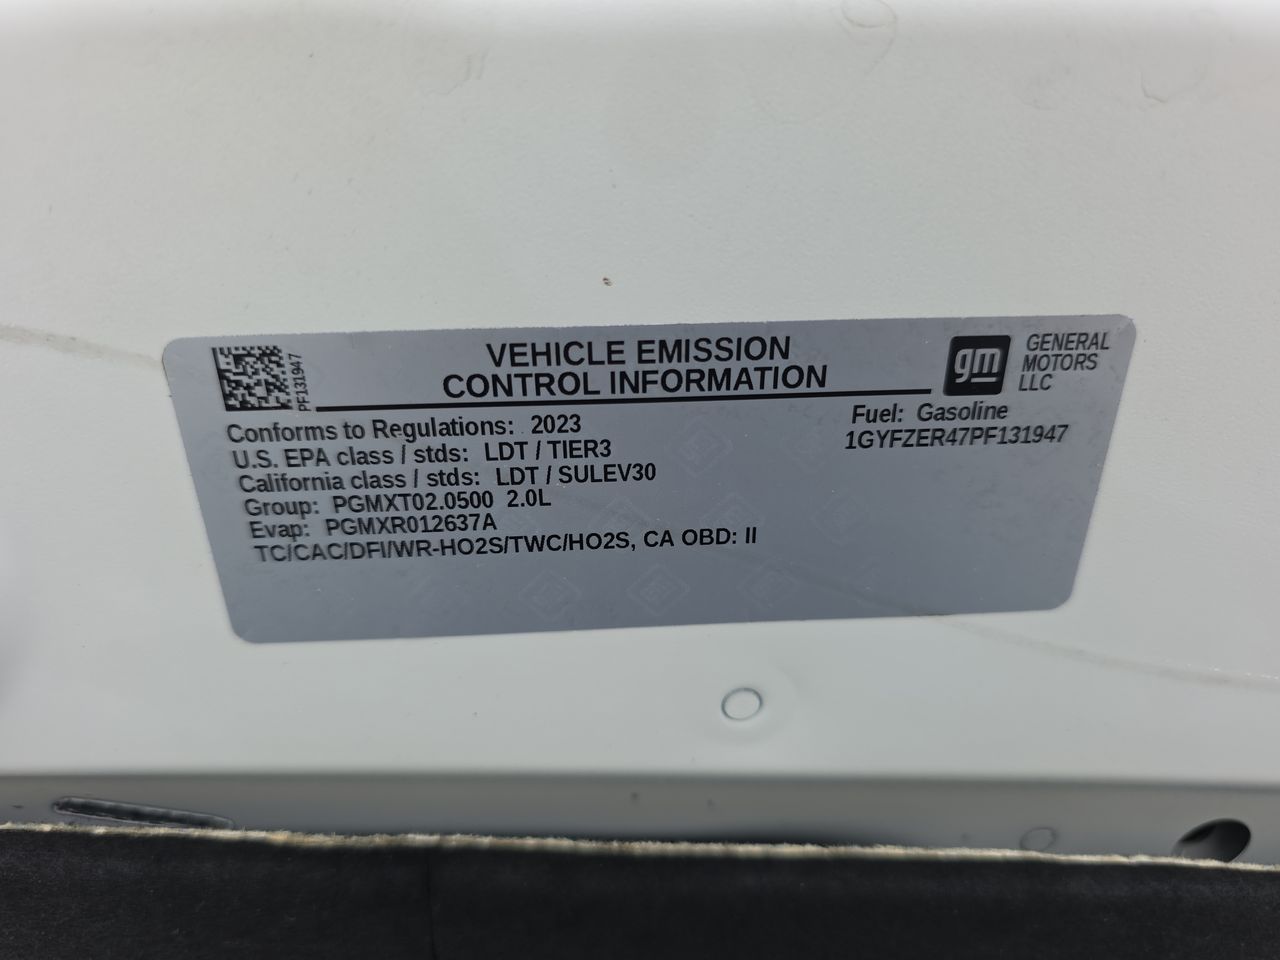 VEHICLE EMISSION
CONTROL INFORMATION
gm
GENERAL
MOTORS
LLC
PF131947
Conforms to Regulations: 2023
U.S. EPA class / stds: LDT / TIER3
California class / stds: LDT / SULEV30
Group: PGMXT02.0500 2.0L
Evap: PGMXR012637A
TC/CAC/DFI/WR-HO2S/TWC/HO2S, CA OBD: II
Fuel: Gasoline
1GYFZER47PF131947